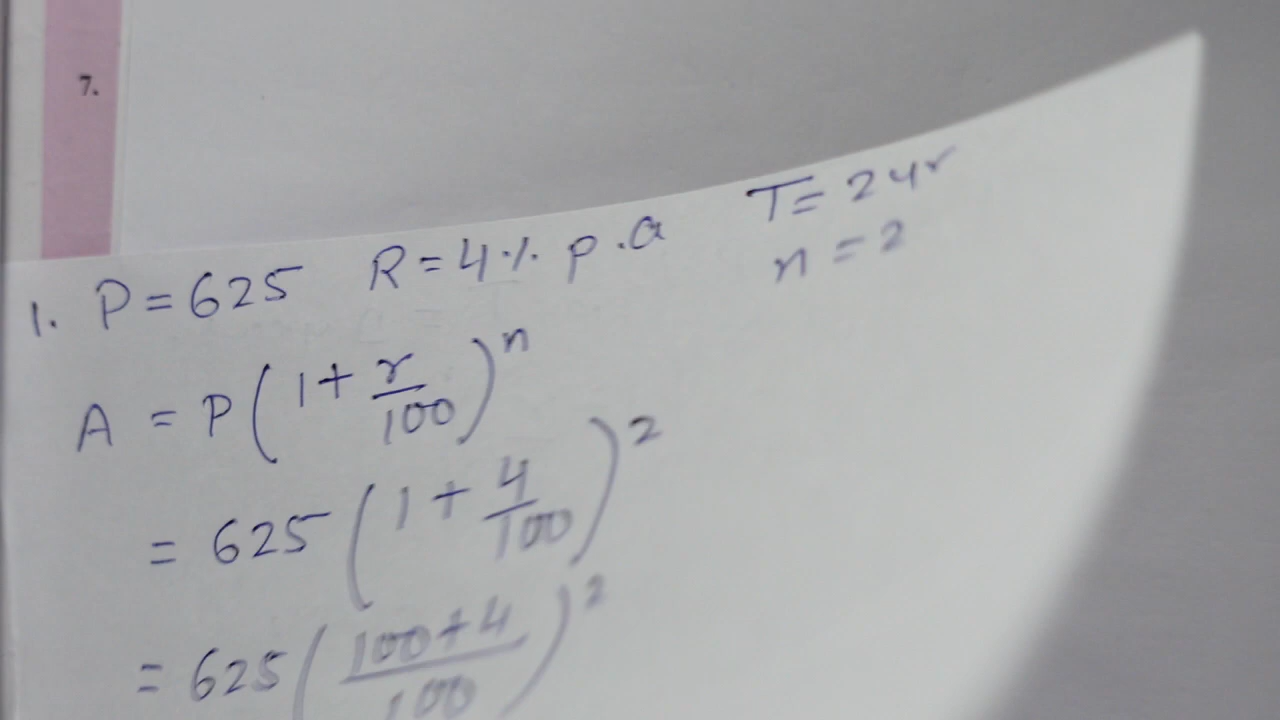 7.
1. P = 625 R = 4% p.a T = 2yr
n = 2
A = P(1 + r/100)^n
= 625(1 + 4/100)^2
= 625(100+4/100)^2